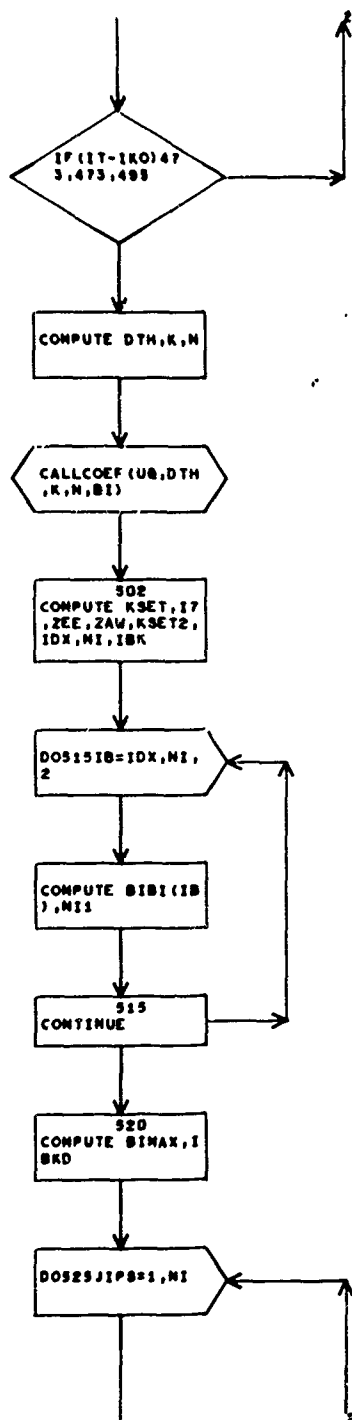 2
IF(IT-IKO)47
3,473,495
COMPUTE DTH,K,N
CALLCOEF(UQ,DTH
,K,N,BI)
502
COMPUTE KSET,I7
,ZEE,ZAW,KSET2,
IDX,NI,IBK
DO515IB=IDX,NI,
2
COMPUTE BIBI(IB
),NI1
515
CONTINUE
520
COMPUTE BIMAX,I
BKD
DO525JIPS=1,NI